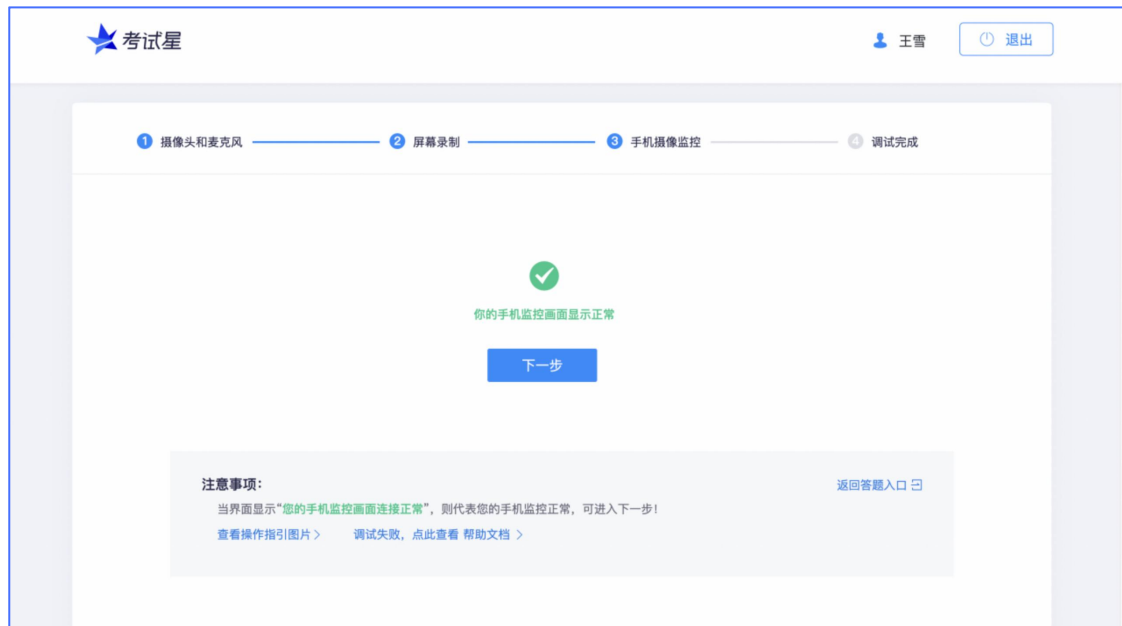 考试星
王雪
退出
1 摄像头和麦克风
2 屏幕录制
3 手机摄像监控
4 调试完成
你的手机监控画面显示正常
下一步
注意事项：
返回答题入口
当界面显示“您的手机监控画面连接正常”，则代表您的手机监控正常，可进入下一步！
查看操作指引图片 〉
调试失败，点此查看 帮助文档 〉